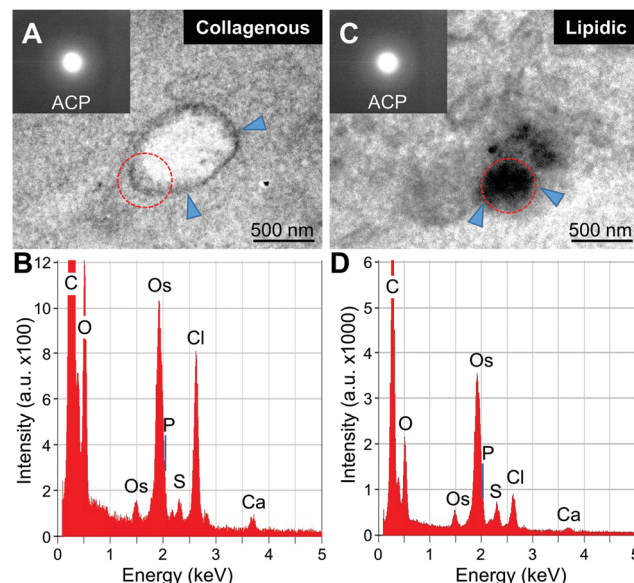 A
Collagenous
ACP
500 nm
C
Lipidic
ACP
500 nm
B
Intensity (a.u. x100)
12
10
8
6
4
2
0
C
O
Os
Os
P
S
Cl
Ca
0 1 2 3 4 5
Energy (keV)
D
Intensity (a.u. x1000)
6
5
4
3
2
1
0
C
O
Os
Os
P
S
Cl
Ca
0 1 2 3 4 5
Energy (keV)